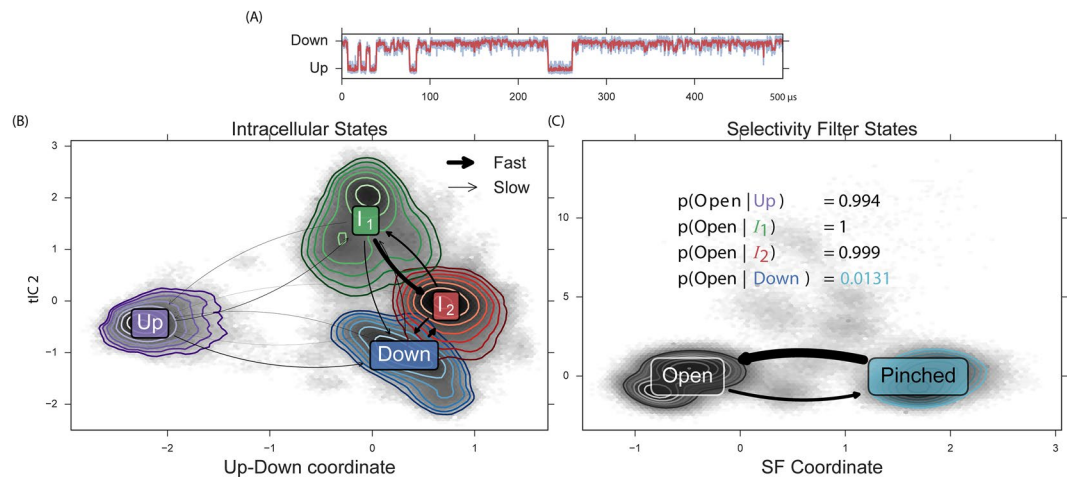 (A)
Down
Up
0
100
200
300
400
500 µs
(B)
Intracellular States
3
2
1
0
−1
−2
tIC 2
Fast
Slow
I1
I2
Up
Down
−2
−1
0
1
Up-Down coordinate
(C)
Selectivity Filter States
10
5
0
p(Open | Up) = 0.994
p(Open | I1) = 1
p(Open | I2) = 0.999
p(Open | Down) = 0.0131
Open
Pinched
−1
0
1
2
3
SF Coordinate